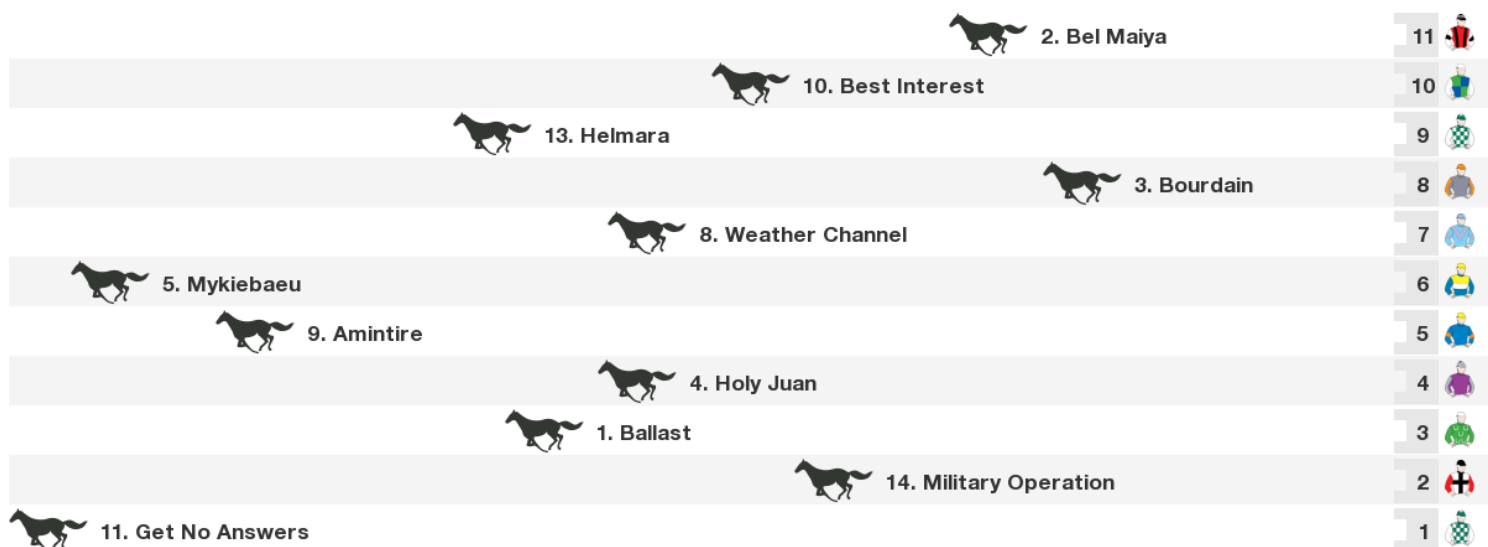 2. Bel Maiya 11
10. Best Interest 10
13. Helmara 9
3. Bourdain 8
8. Weather Channel 7
5. Mykiebaeu 6
9. Amintire 5
4. Holy Juan 4
1. Ballast 3
14. Military Operation 2
11. Get No Answers 1